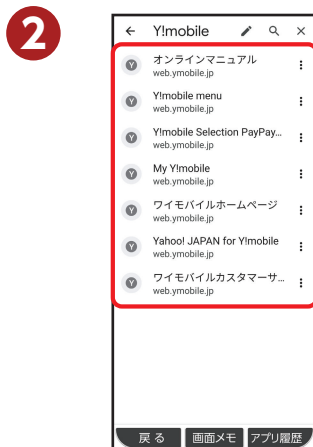 2
Y!mobile
Y オンラインマニュアル
web.ymobile.jp
Y Y!mobile menu
web.ymobile.jp
Y Y!mobile Selection PayPay...
web.ymobile.jp
Y My Y!mobile
web.ymobile.jp
Y ワイモバイルホームページ
web.ymobile.jp
Y Yahoo! JAPAN for Y!mobile
web.ymobile.jp
Y ワイモバイルカスタマーサ...
web.ymobile.jp
戻る 画面メモ アプリ履歴